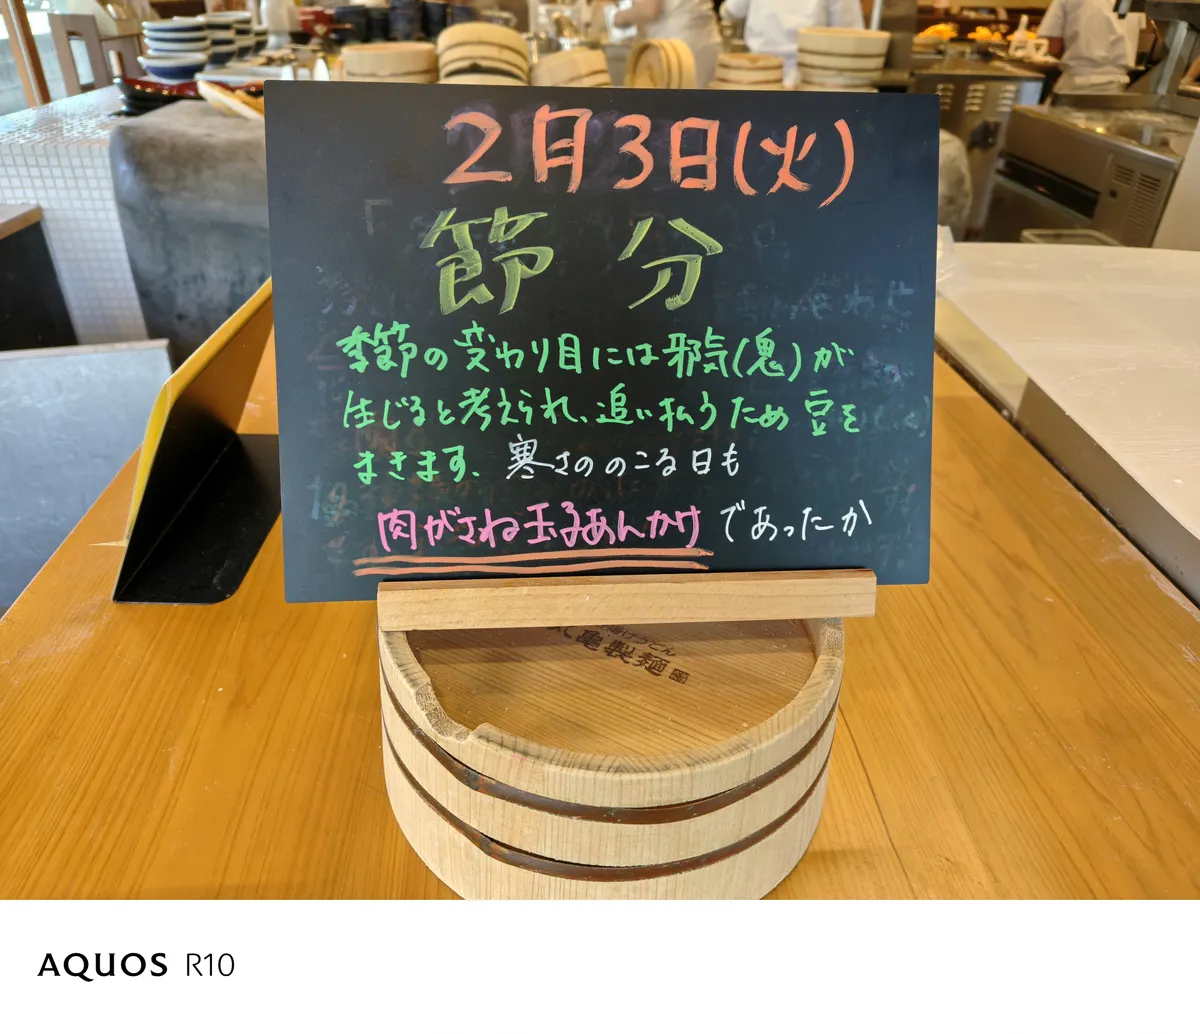 2月3日(火)
節分
季節の変わり目には邪気(鬼)が
生じると考えられ、追い払うため豆を
まきます。寒さののこる日も
肉がさね玉子あんかけであったか
亀製麺
AQUOS R10